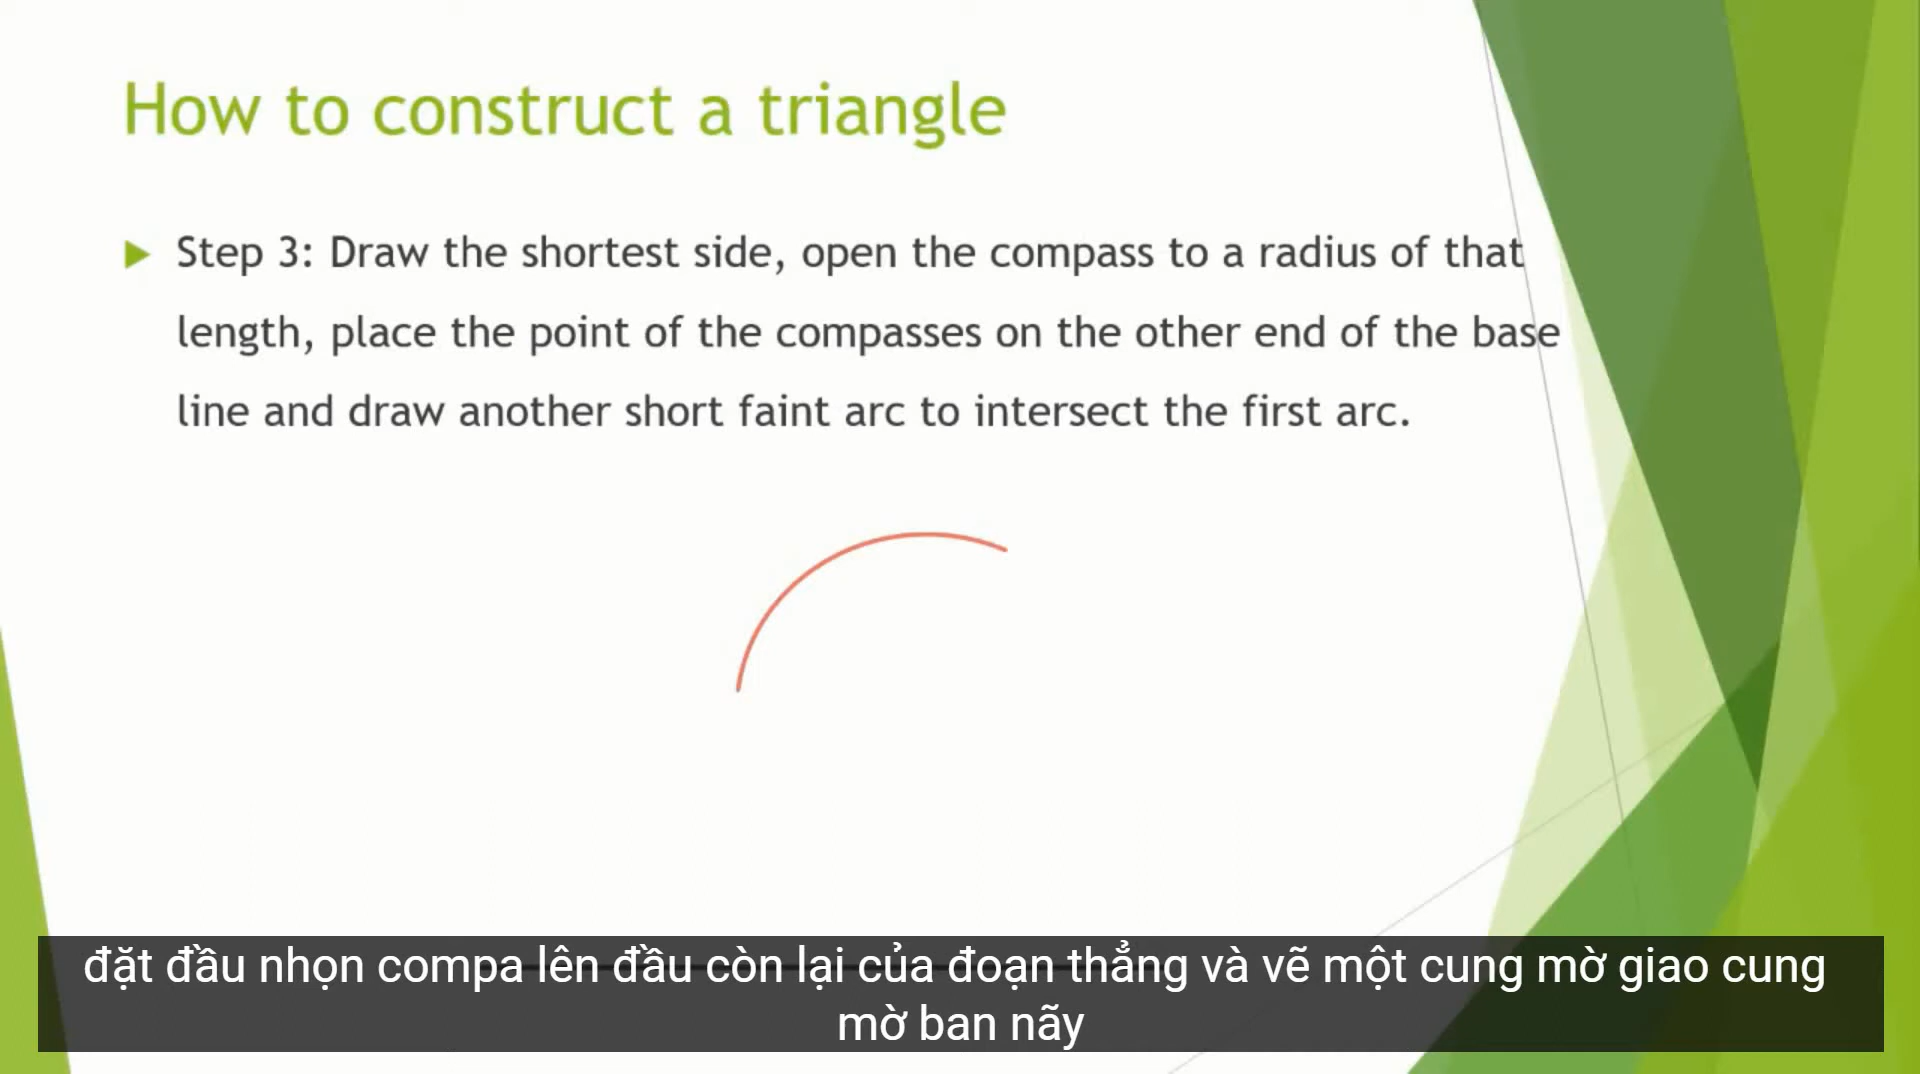 How to construct a triangle
Step 3: Draw the shortest side, open the compass to a radius of that
length, place the point of the compasses on the other end of the base
line and draw another short faint arc to intersect the first arc.
đặt đầu nhọn compa lên đầu còn lại của đoạn thẳng và vẽ một cung mờ giao cung
mờ ban nãy